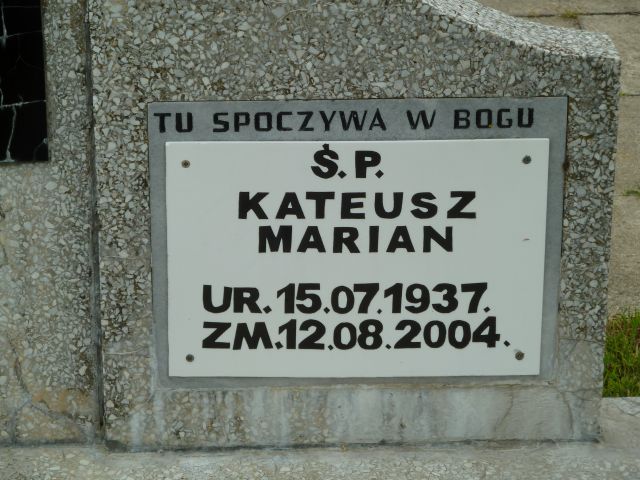 TU SPOCZYWA W BOGU
Ś.P.
KATEUSZ
MARIAN
UR.15.07.1937.
ZM.12.08.2004.